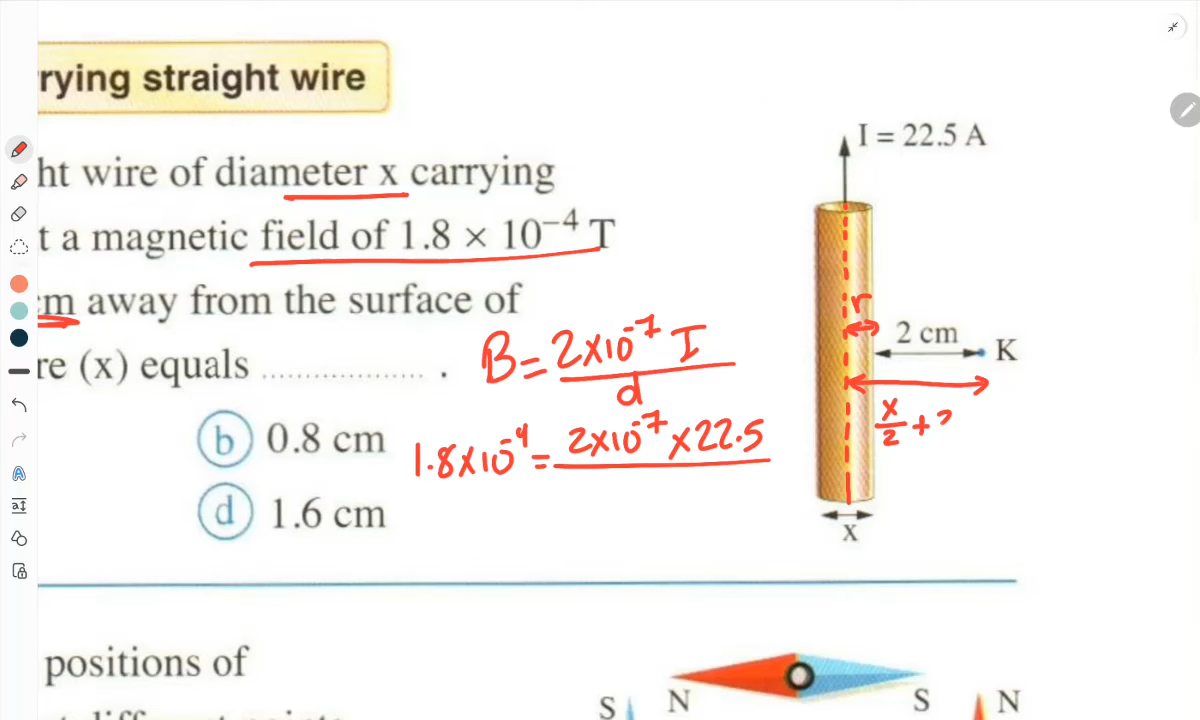 rying straight wire
I = 22.5 A
ht wire of diameter x carrying
t a magnetic field of 1.8 × 10⁻⁴ T
m away from the surface of
re (x) equals .................. .
r
2 cm K
B = 2×10⁻⁷ I / d
x/2 + 2
1.8×10⁻⁴ = 2×10⁻⁷ × 22.5
b 0.8 cm
d 1.6 cm
x
positions of
S N S N